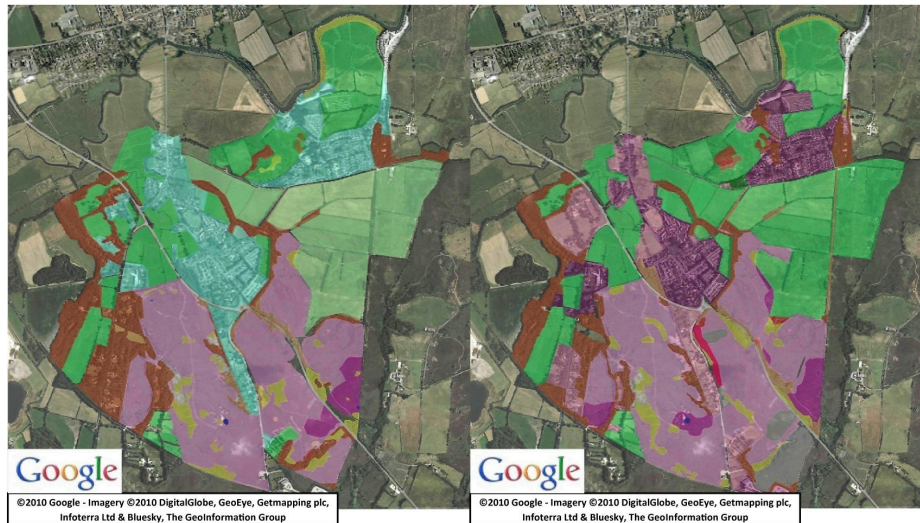 Google
©2010 Google - Imagery ©2010 DigitalGlobe, GeoEye, Getmapping plc,
Infoterra Ltd & Bluesky, The GeoInformation Group
Google
©2010 Google - Imagery ©2010 DigitalGlobe, GeoEye, Getmapping plc,
Infoterra Ltd & Bluesky, The GeoInformation Group